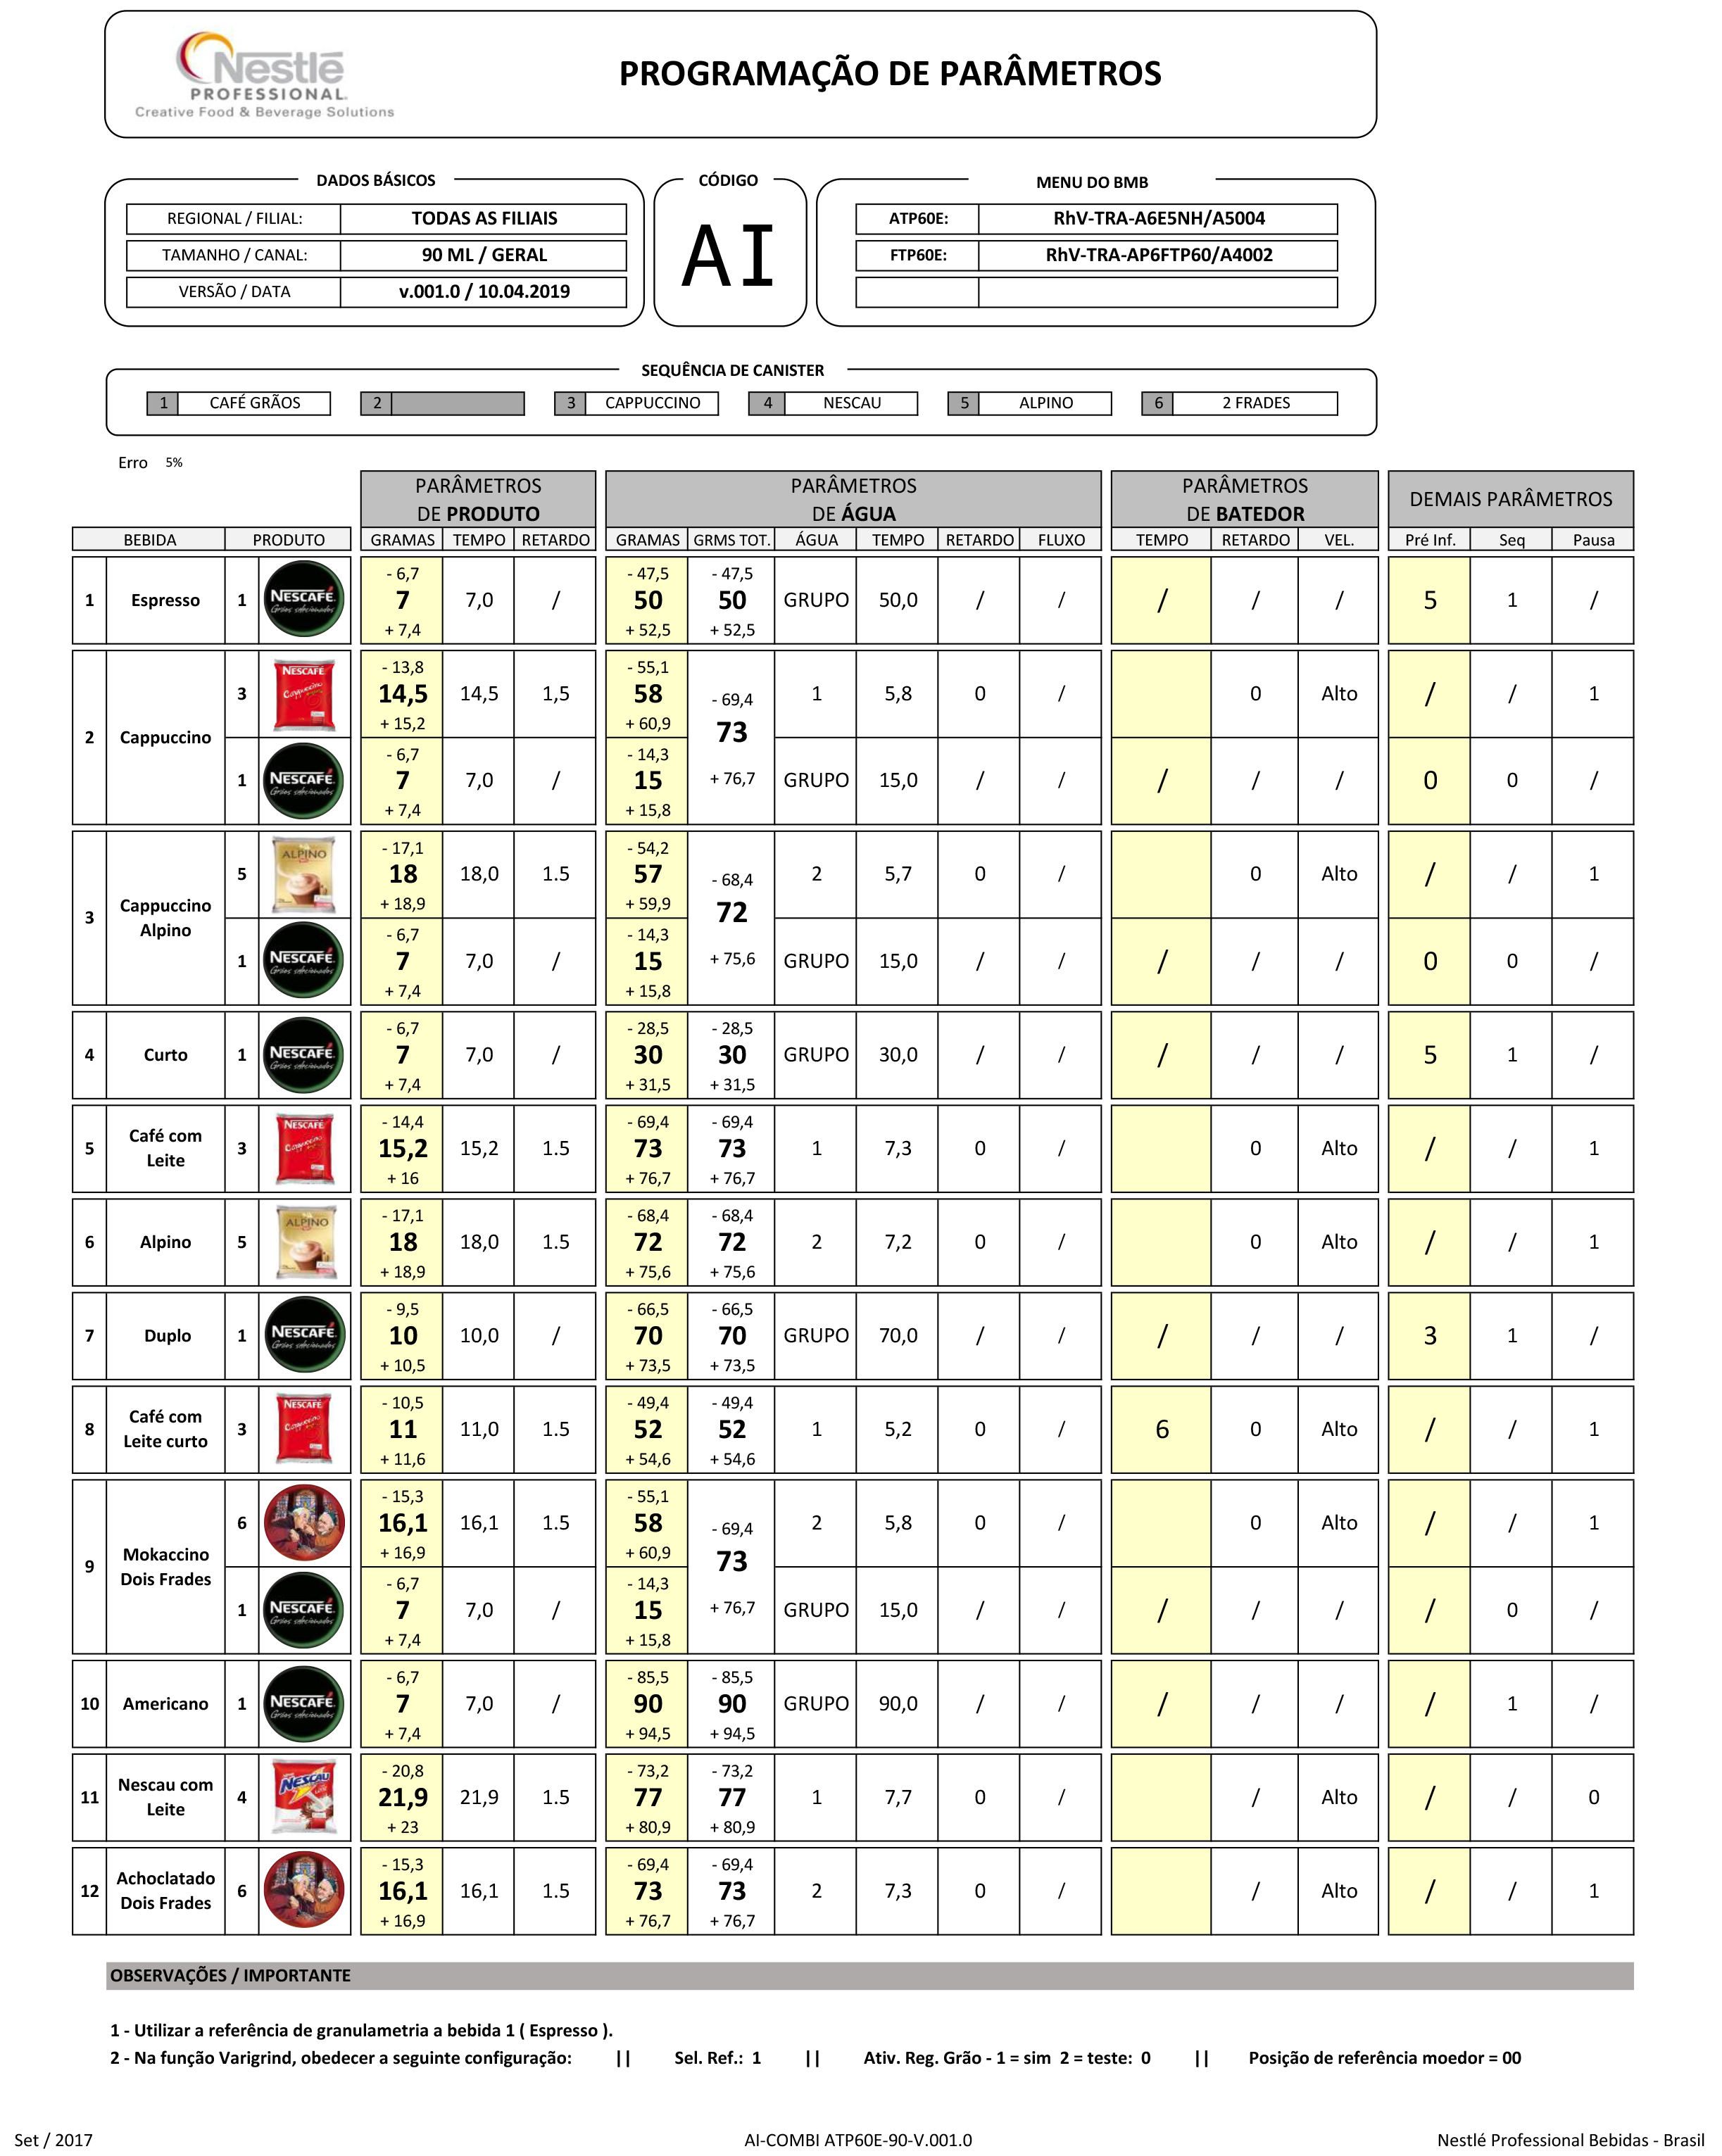 Nestlé
PROFESSIONAL.
Creative Food & Beverage Solutions
PROGRAMAÇÃO DE PARÂMETROS
DADOS BÁSICOS
REGIONAL / FILIAL: TODAS AS FILIAIS
TAMANHO / CANAL: 90 ML / GERAL
VERSÃO / DATA v.001.0 / 10.04.2019
CÓDIGO
AI
MENU DO BMB
ATP60E: RhV-TRA-A6E5NH/A5004
FTP60E: RhV-TRA-AP6FTP60/A4002
SEQUÊNCIA DE CANISTER
1 CAFÉ GRÃOS 2 3 CAPPUCCINO 4 NESCAU 5 ALPINO 6 2 FRADES
Erro 5%
PARÂMETROS PARÂMETROS PARÂMETROS DEMAIS PARÂMETROS
DE PRODUTO DE ÁGUA DE BATEDOR
BEBIDA PRODUTO GRAMAS TEMPO RETARDO GRAMAS GRMS TOT. ÁGUA TEMPO RETARDO FLUXO TEMPO RETARDO VEL. Pré Inf. Seq Pausa
- 6,7 - 47,5 - 47,5
1 Espresso 1 NESCAFÉ Grãos selecionados 7 7,0 / 50 50 GRUPO 50,0 / / / / / 5 1 /
+ 7,4 + 52,5 + 52,5
2 Cappuccino
- 13,8 - 55,1
3 NESCAFÉ Cappuccino 14,5 14,5 1,5 58 - 69,4 1 5,8 0 / 0 Alto / / 1
+ 15,2 + 60,9
73
- 6,7 - 14,3
1 NESCAFÉ Grãos selecionados 7 7,0 / 15 + 76,7 GRUPO 15,0 / / / / / 0 0 /
+ 7,4 + 15,8
3 Cappuccino Alpino
- 17,1 - 54,2
5 ALPINO 18 18,0 1.5 57 - 68,4 2 5,7 0 / 0 Alto / / 1
+ 18,9 + 59,9
72
- 6,7 - 14,3
1 NESCAFÉ Grãos selecionados 7 7,0 / 15 + 75,6 GRUPO 15,0 / / / / / 0 0 /
+ 7,4 + 15,8
- 6,7 - 28,5 - 28,5
4 Curto 1 NESCAFÉ Grãos selecionados 7 7,0 / 30 30 GRUPO 30,0 / / / / / 5 1 /
+ 7,4 + 31,5 + 31,5
- 14,4 - 69,4 - 69,4
5 Café com Leite 3 NESCAFÉ Cappuccino 15,2 15,2 1.5 73 73 1 7,3 0 / 0 Alto / / 1
+ 16 + 76,7 + 76,7
- 17,1 - 68,4 - 68,4
6 Alpino 5 ALPINO 18 18,0 1.5 72 72 2 7,2 0 / 0 Alto / / 1
+ 18,9 + 75,6 + 75,6
- 9,5 - 66,5 - 66,5
7 Duplo 1 NESCAFÉ Grãos selecionados 10 10,0 / 70 70 GRUPO 70,0 / / / / / 3 1 /
+ 10,5 + 73,5 + 73,5
- 10,5 - 49,4 - 49,4
8 Café com Leite curto 3 NESCAFÉ Cappuccino 11 11,0 1.5 52 52 1 5,2 0 / 6 0 Alto / / 1
+ 11,6 + 54,6 + 54,6
9 Mokaccino Dois Frades
- 15,3 - 55,1
6 16,1 16,1 1.5 58 - 69,4 2 5,8 0 / 0 Alto / / 1
+ 16,9 + 60,9
73
- 6,7 - 14,3
1 NESCAFÉ Grãos selecionados 7 7,0 / 15 + 76,7 GRUPO 15,0 / / / / / / 0 /
+ 7,4 + 15,8
- 6,7 - 85,5 - 85,5
10 Americano 1 NESCAFÉ Grãos selecionados 7 7,0 / 90 90 GRUPO 90,0 / / / / / / 1 /
+ 7,4 + 94,5 + 94,5
- 20,8 - 73,2 - 73,2
11 Nescau com Leite 4 NESCAU 21,9 21,9 1.5 77 77 1 7,7 0 / / Alto / / 0
+ 23 + 80,9 + 80,9
- 15,3 - 69,4 - 69,4
12 Achoclatado Dois Frades 6 16,1 16,1 1.5 73 73 2 7,3 0 / / Alto / / 1
+ 16,9 + 76,7 + 76,7
OBSERVAÇÕES / IMPORTANTE
1 - Utilizar a referência de granulametria a bebida 1 ( Espresso ).
2 - Na função Varigrind, obedecer a seguinte configuração: || Sel. Ref.: 1 || Ativ. Reg. Grão - 1 = sim 2 = teste: 0 || Posição de referência moedor = 00
Set / 2017 AI-COMBI ATP60E-90-V.001.0 Nestlé Professional Bebidas - Brasil